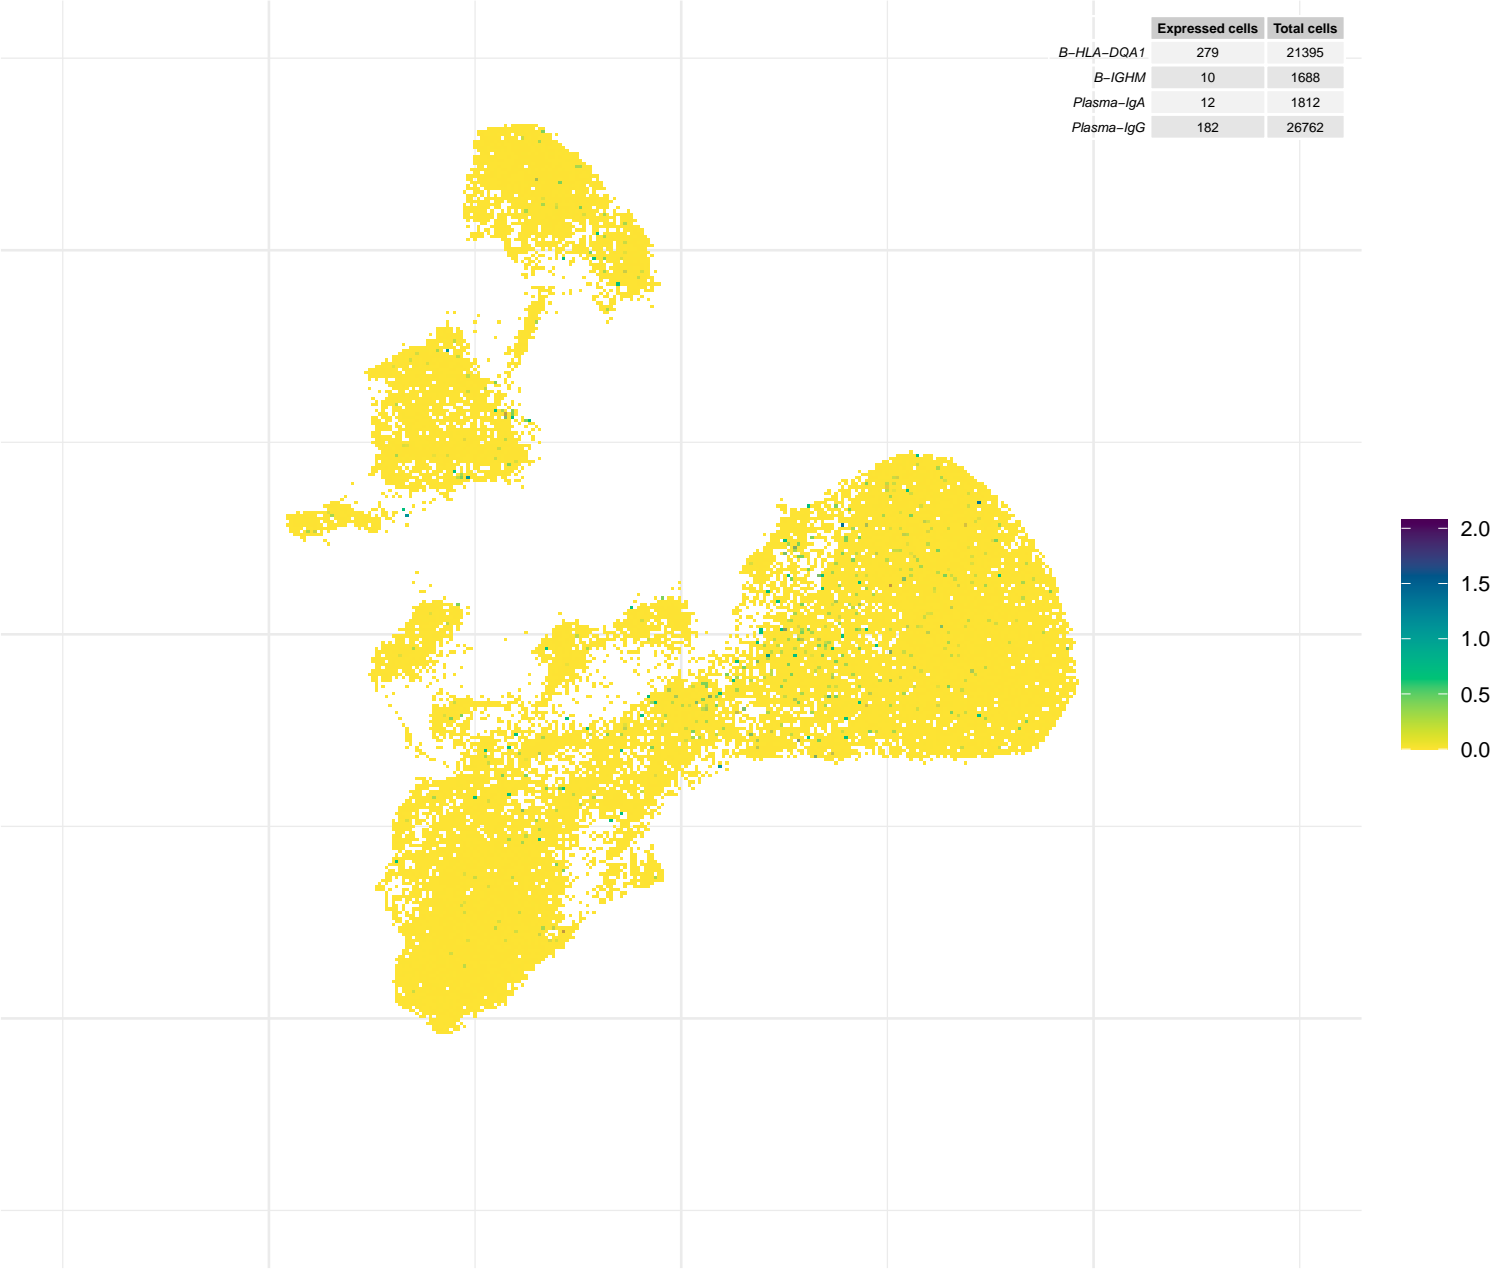 Expressed cells Total cells
B−HLA−DQA1 279 21395
B−IGHM 10 1688
Plasma−IgA 12 1812
Plasma−IgG 182 26762
2.0
1.5
1.0
0.5
0.0